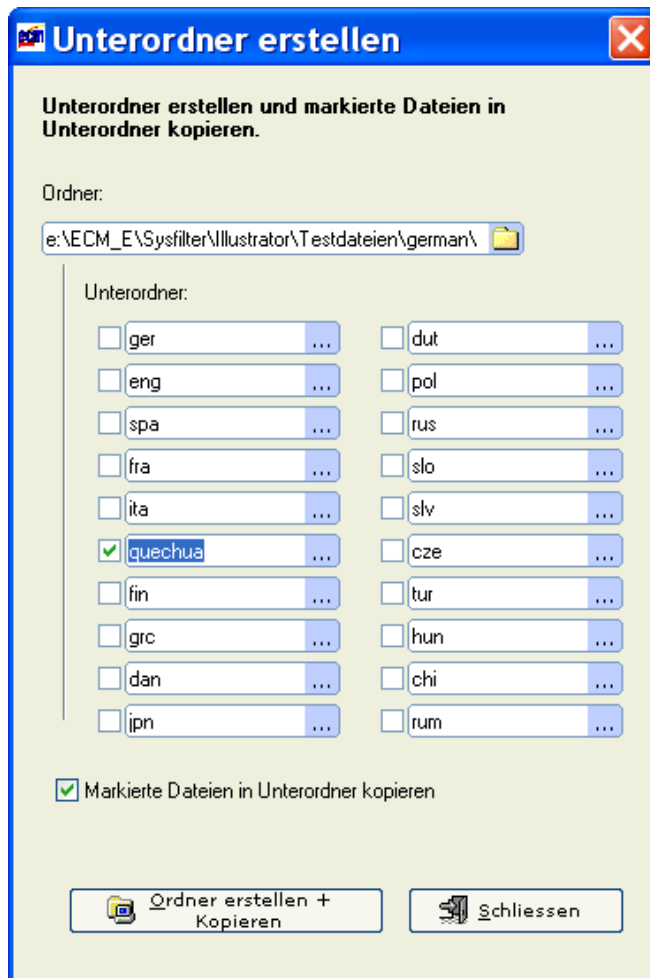 ecm Unterordner erstellen
Unterordner erstellen und markierte Dateien in
Unterordner kopieren.
Ordner:
e:\ECM_E\Sysfilter\Illustrator\Testdateien\german\
Unterordner:
ger ...
eng ...
spa ...
fra ...
ita ...
quechua ...
fin ...
grc ...
dan ...
jpn ...
dut ...
pol ...
rus ...
slo ...
slv ...
cze ...
tur ...
hun ...
chi ...
rum ...
Markierte Dateien in Unterordner kopieren
Ordner erstellen +
Kopieren
Schliessen